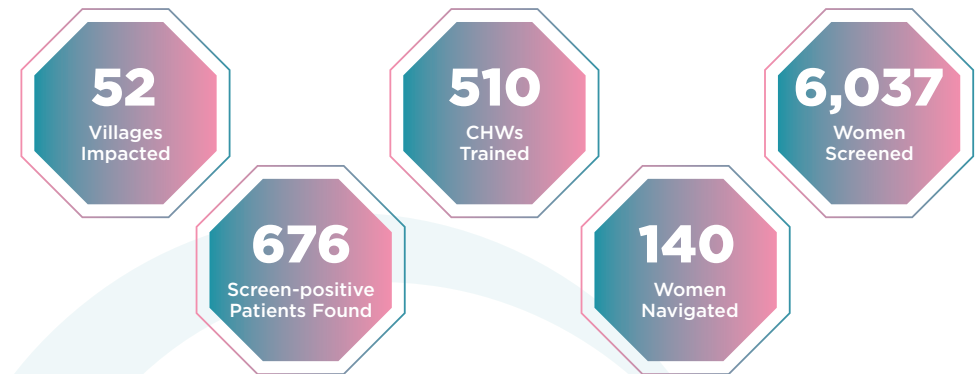 52
Villages
Impacted
510
CHWs
Trained
6,037
Women
Screened
676
Screen-positive
Patients Found
140
Women
Navigated